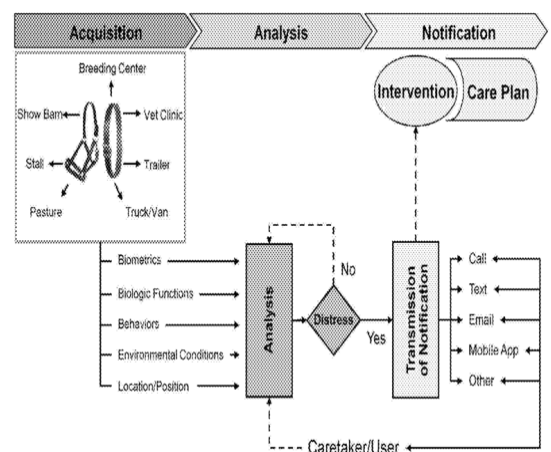 Acquisition
Analysis
Notification
Breeding Center
Show Barn
Vet Clinic
Stall
Trailer
Pasture
Truck/Van
Intervention
Care Plan
Biometrics
Biologic Functions
Behaviors
Environmental Conditions
Location/Position
Analysis
No
Distress
Yes
Transmission
of Notification
Call
Text
Email
Mobile App
Other
Caretaker/User